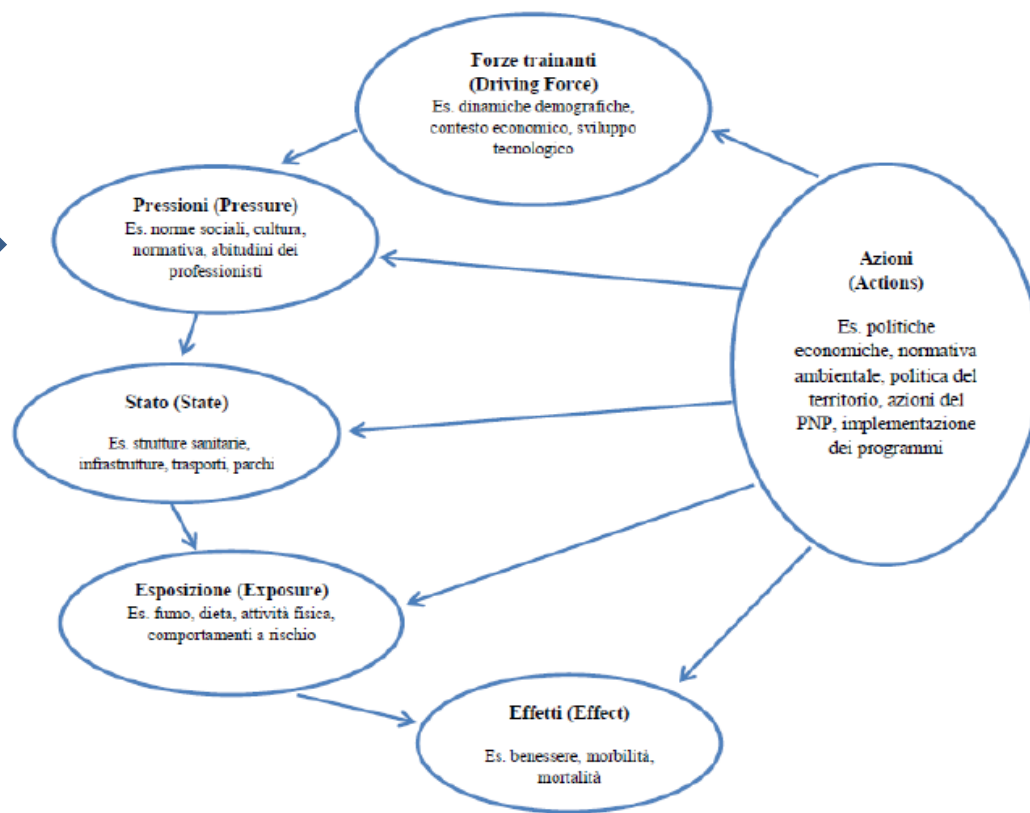 Forze trainanti
(Driving Force)
Es. dinamiche demografiche,
contesto economico, sviluppo
tecnologico
Pressioni (Pressure)
Es. norme sociali, cultura,
normativa, abitudini dei
professionisti
Azioni
(Actions)
Es. politiche
economiche, normativa
ambientale, politica del
territorio, azioni del
PNP, implementazione
dei programmi
Stato (State)
Es. strutture sanitarie,
infrastrutture, trasporti, parchi
Esposizione (Exposure)
Es. fumo, dieta, attività fisica,
comportamenti a rischio
Effetti (Effect)
Es. benessere, morbilità,
mortalità